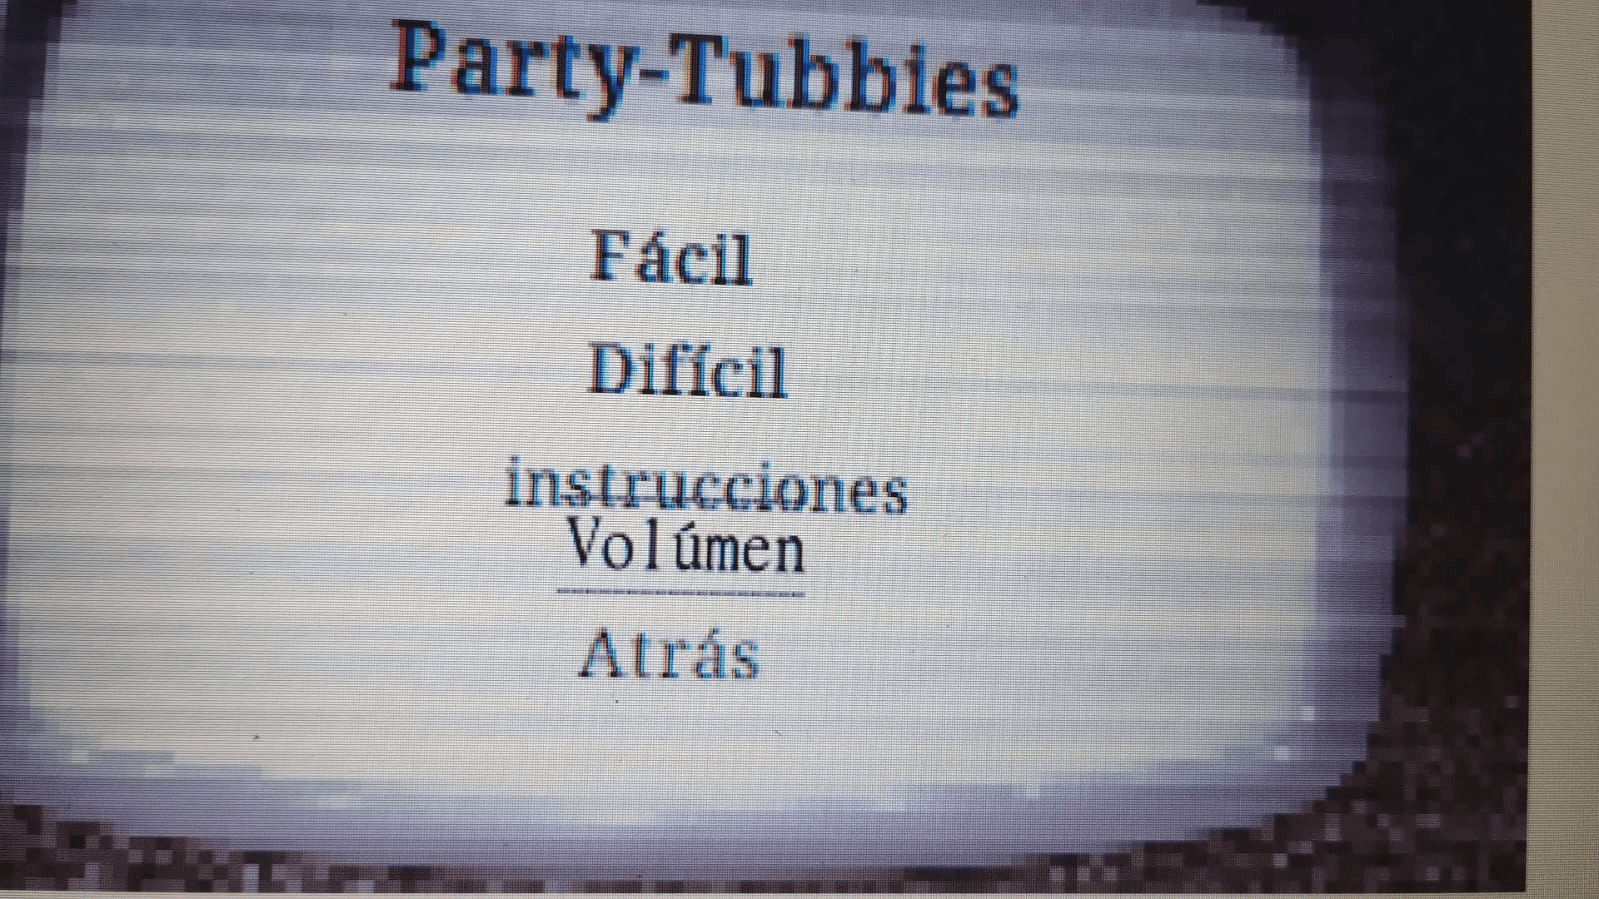 Party-Tubbies
Fácil
Difícil
instrucciones
Volúmen
Atrás